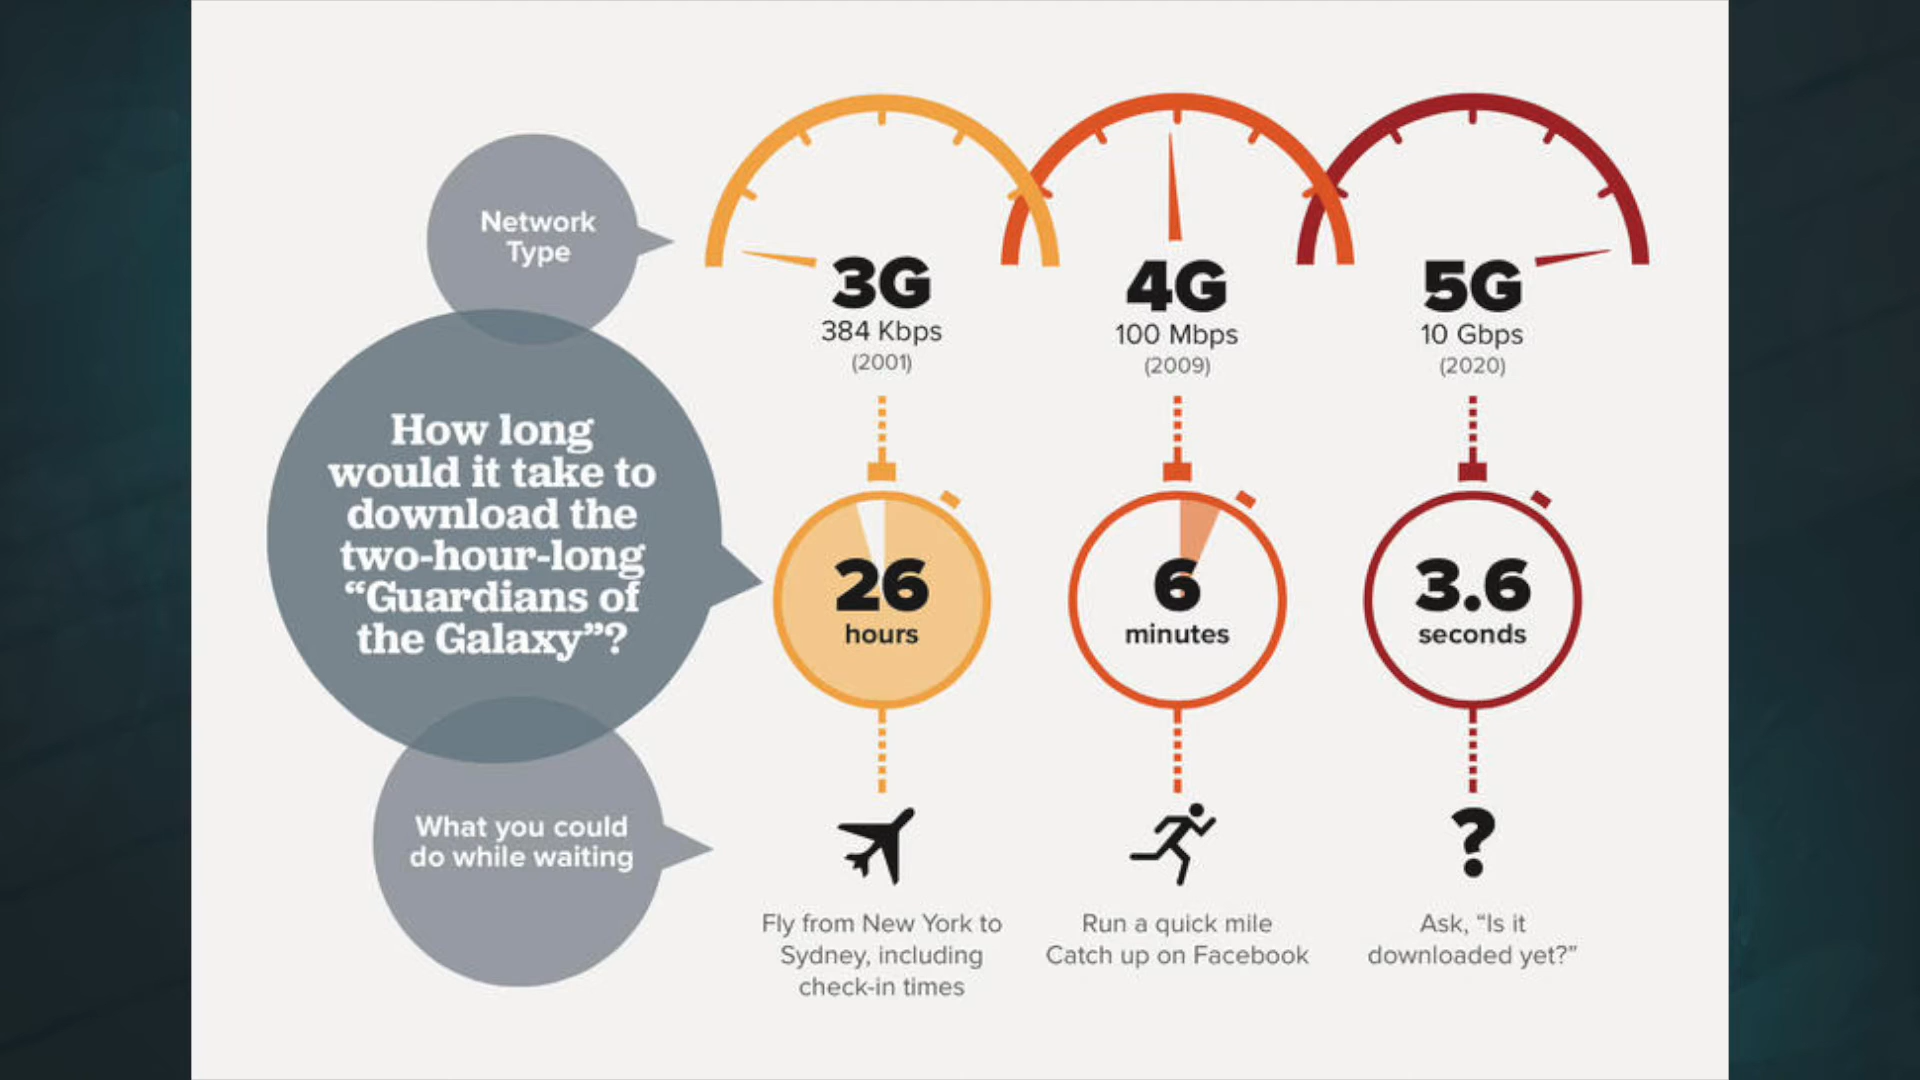 Network
Type
3G
384 Kbps
(2001)
4G
100 Mbps
(2009)
5G
10 Gbps
(2020)
How long
would it take to
download the
two-hour-long
“Guardians of
the Galaxy”?
26
hours
6
minutes
3.6
seconds
What you could
do while waiting
Fly from New York to
Sydney, including
check-in times
Run a quick mile
Catch up on Facebook
Ask, “Is it
downloaded yet?”